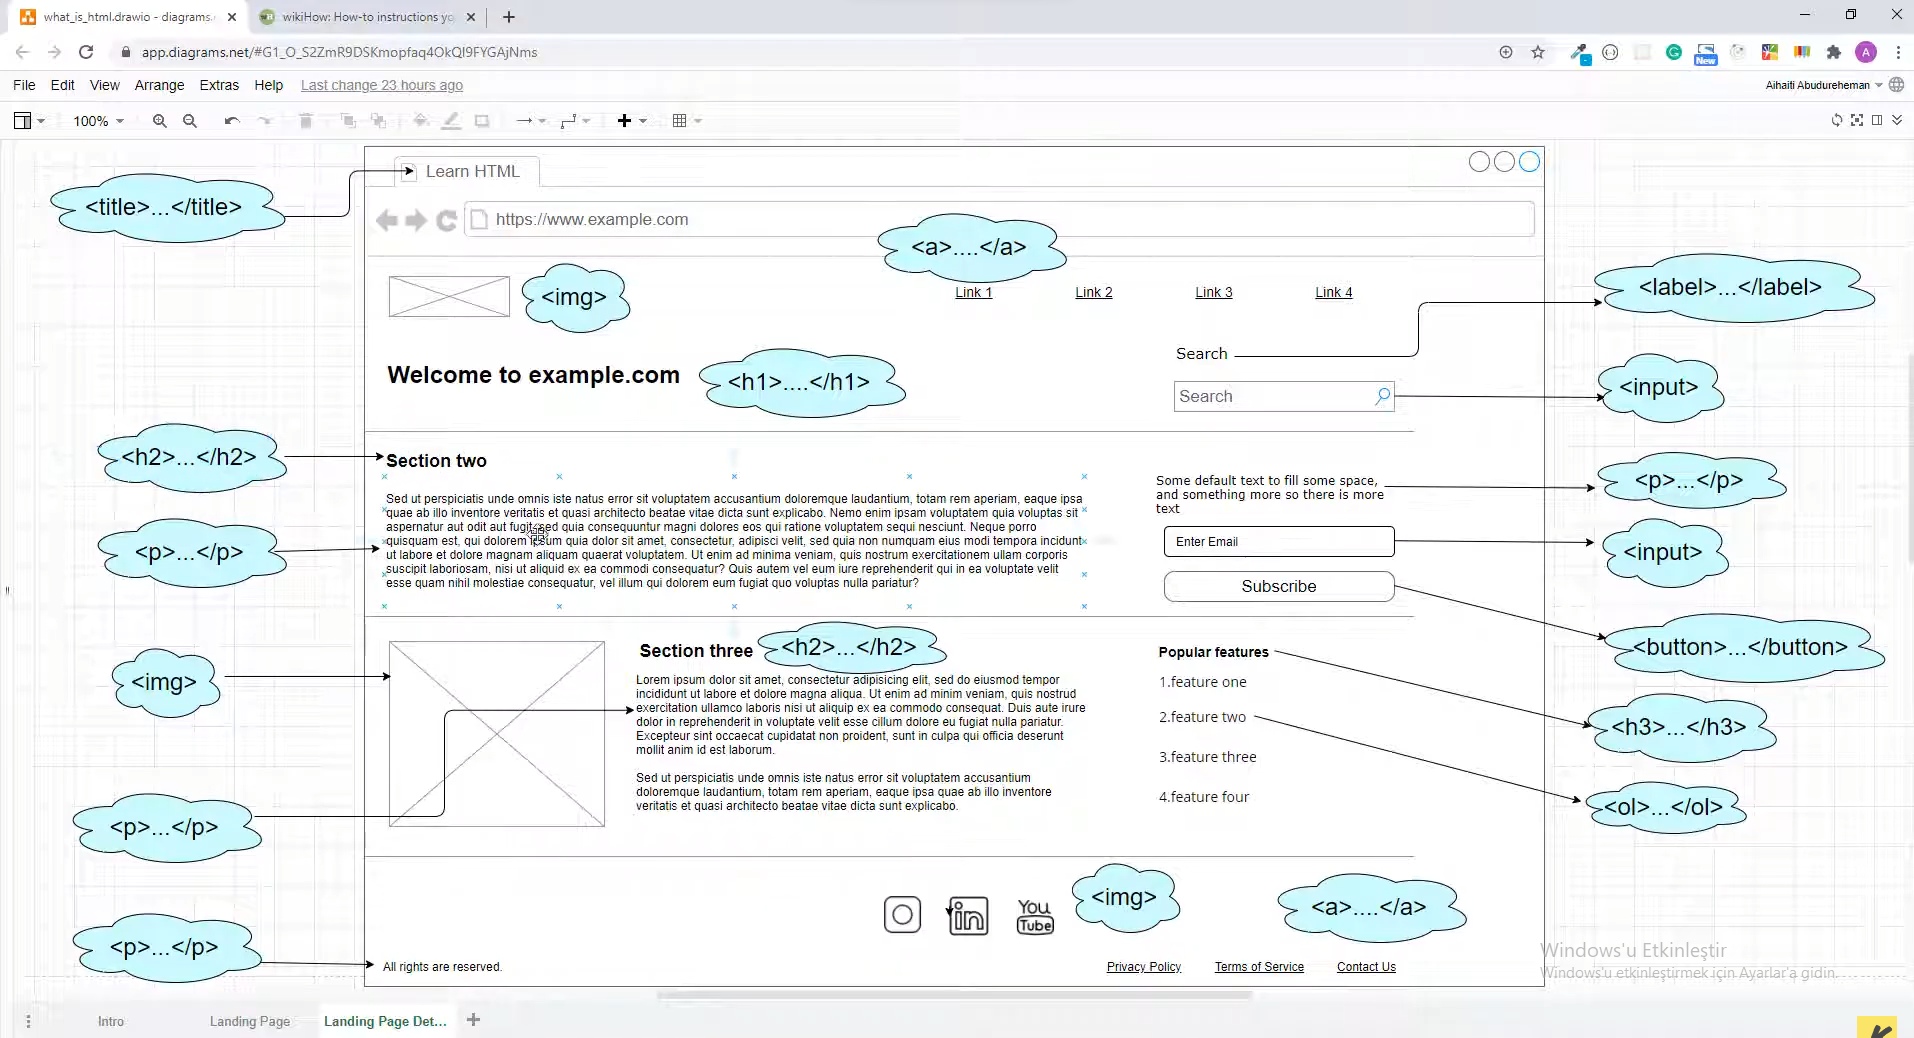 what_is_html.drawio - diagrams.
wikiHow: How-to instructions yo
app.diagrams.net/#G1_O_S2ZmR9DSKmopfaq4OkQl9FYGAjNms
New
A
File Edit View Arrange Extras Help Last change 23 hours ago
Aihaiti Abudureheman
100%
Learn HTML
<title>...</title>
https://www.example.com
<a>....</a>
<img>
Link 1 Link 2 Link 3 Link 4
<label>...</label>
Search
Welcome to example.com
<h1>....</h1>
Search
<input>
<h2>...</h2>
Section two
Some default text to fill some space,
and something more so there is more
text
<p>...</p>
Sed ut perspiciatis unde omnis iste natus error sit voluptatem accusantium doloremque laudantium, totam rem aperiam, eaque ipsa
quae ab illo inventore veritatis et quasi architecto beatae vitae dicta sunt explicabo. Nemo enim ipsam voluptatem quia voluptas sit
aspernatur aut odit aut fugit, sed quia consequuntur magni dolores eos qui ratione voluptatem sequi nesciunt. Neque porro
quisquam est, qui dolorem ipsum quia dolor sit amet, consectetur, adipisci velit, sed quia non numquam eius modi tempora incidunt
ut labore et dolore magnam aliquam quaerat voluptatem. Ut enim ad minima veniam, quis nostrum exercitationem ullam corporis
suscipit laboriosam, nisi ut aliquid ex ea commodi consequatur? Quis autem vel eum iure reprehenderit qui in ea voluptate velit
esse quam nihil molestiae consequatur, vel illum qui dolorem eum fugiat quo voluptas nulla pariatur?
<p>...</p>
Enter Email
<input>
Subscribe
<button>...</button>
<img>
Section three
<h2>...</h2>
Lorem ipsum dolor sit amet, consectetur adipisicing elit, sed do eiusmod tempor
incididunt ut labore et dolore magna aliqua. Ut enim ad minim veniam, quis nostrud
exercitation ullamco laboris nisi ut aliquip ex ea commodo consequat. Duis aute irure
dolor in reprehenderit in voluptate velit esse cillum dolore eu fugiat nulla pariatur.
Excepteur sint occaecat cupidatat non proident, sunt in culpa qui officia deserunt
mollit anim id est laborum.
Sed ut perspiciatis unde omnis iste natus error sit voluptatem accusantium
doloremque laudantium, totam rem aperiam, eaque ipsa quae ab illo inventore
veritatis et quasi architecto beatae vitae dicta sunt explicabo.
Popular features
1.feature one
2.feature two
3.feature three
4.feature four
<h3>...</h3>
<ol>...</ol>
<p>...</p>
in
You
Tube
<img>
<a>....</a>
<p>...</p>
All rights are reserved.
Privacy Policy Terms of Service Contact Us
Windows'u Etkinleştir
Windows'u etkinleştirmek için Ayarlar'a gidin.
Intro Landing Page Landing Page Det...